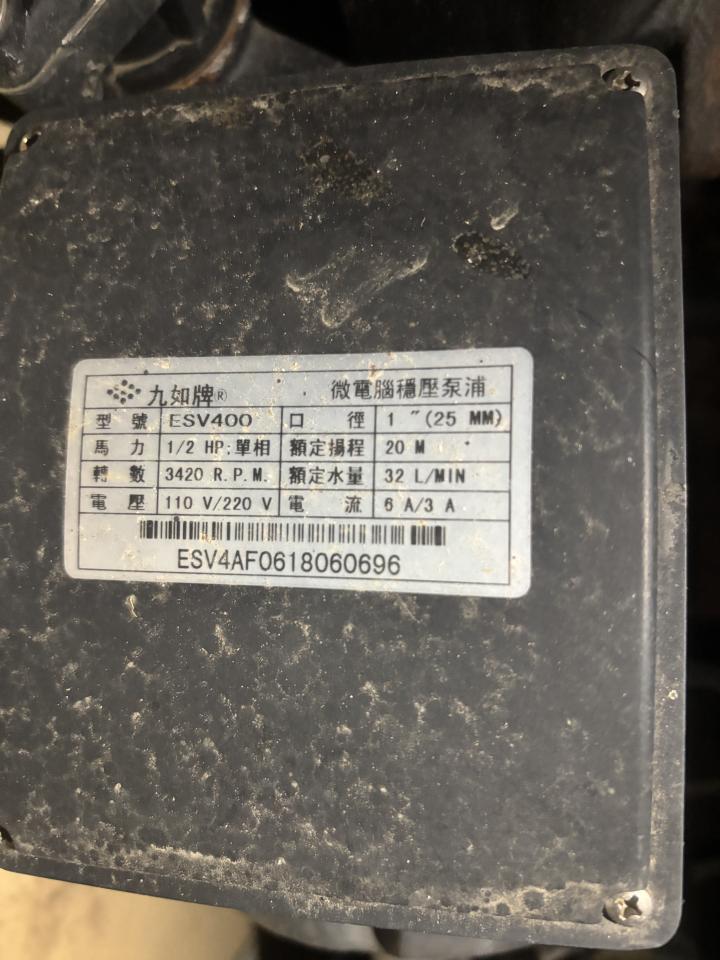 九如牌® 微電腦穩壓泵浦
型號 ESV400 口徑 1 ˝(25 MM)
馬力 1/2 HP:單相 額定揚程 20 M
轉數 3420 R.P.M. 額定水量 32 L/MIN
電壓 110 V/220 V 電流 6 A/3 A
ESV4AF0618060696